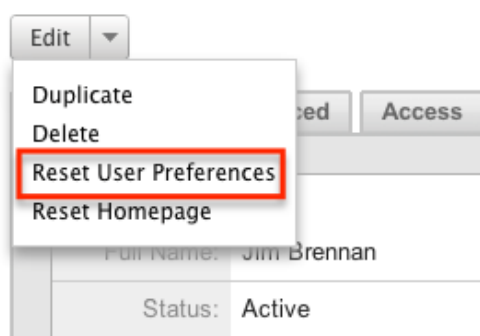 Edit
Duplicate
Delete
Reset User Preferences
Reset Homepage
Access
Full Name: Jim Brennan
Status: Active